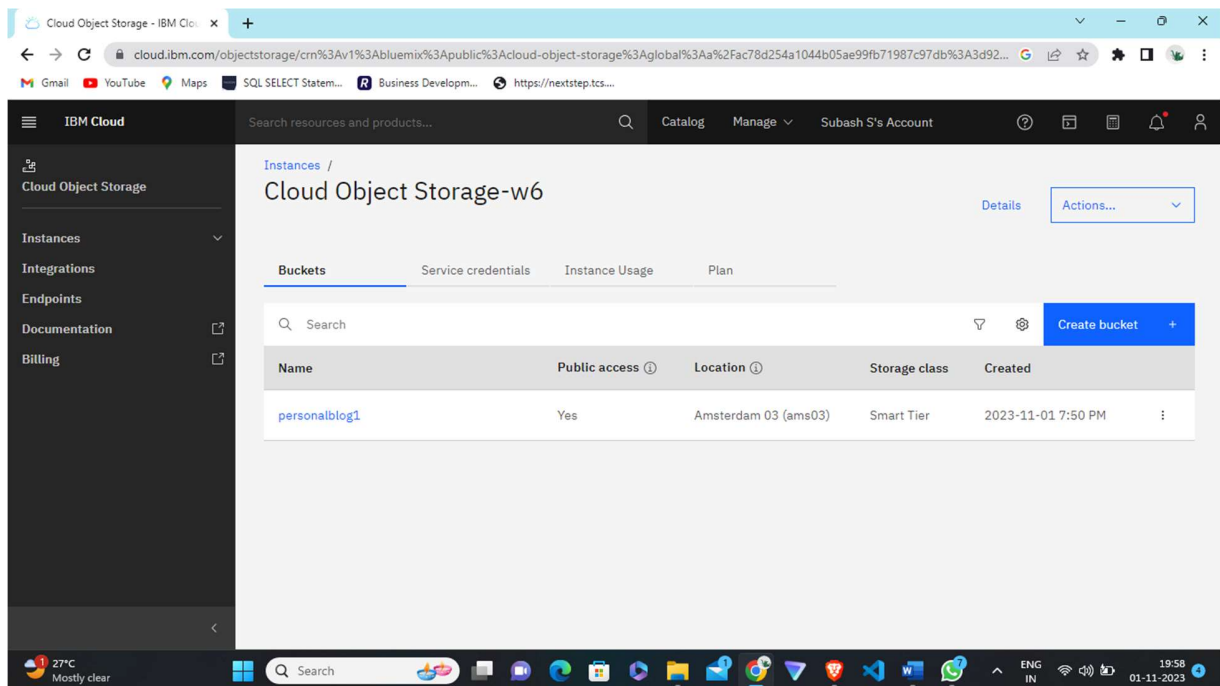 Cloud Object Storage - IBM Clo
cloud.ibm.com/objectstorage/crn%3Av1%3Abluemix%3Apublic%3Acloud-object-storage%3Aglobal%3Aa%2Fac78d254a1044b05ae99fb71987c97db%3A3d92...
Gmail YouTube Maps SQL SELECT Statem... Business Developm... https://nextstep.tcs....
IBM Cloud Search resources and products... Catalog Manage Subash S's Account
Cloud Object Storage
Instances
Integrations
Endpoints
Documentation
Billing
Instances /
Cloud Object Storage-w6
Details Actions...
Buckets Service credentials Instance Usage Plan
Search Create bucket +
Name Public access Location Storage class Created
personalblog1 Yes Amsterdam 03 (ams03) Smart Tier 2023-11-01 7:50 PM
1 27°C
Mostly clear
Search
7
ENG
IN
19:58
01-11-2023
4